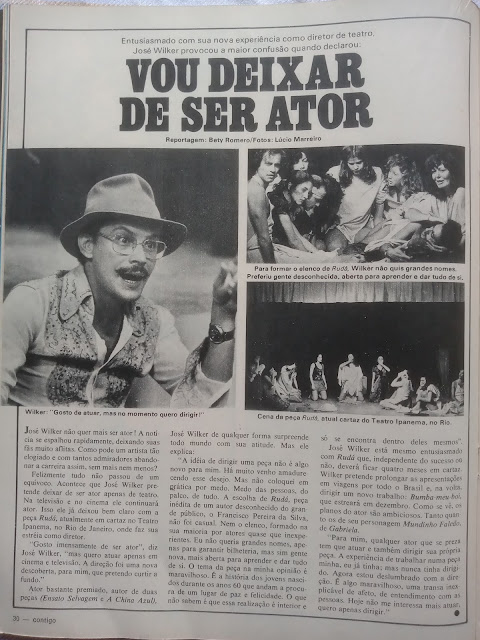 Entusiasmado com sua nova experiência como diretor de teatro,
José Wilker provocou a maior confusão quando declarou:
VOU DEIXAR
DE SER ATOR
Reportagem: Bety Romero/Fotos: Lúcio Marreiro
Para formar o elenco de Rudá, Wilker não quis grandes nomes.
Preferiu gente desconhecida, aberta para aprender e dar tudo de si.
Wilker: "Gosto de atuar, mas no momento quero dirigir!"
Cena da peça Rudá, atual cartaz do Teatro Ipanema, no Rio.
José Wilker não quer mais ser ator! A notí
cia se espalhou rapidamente, deixando suas
fãs muito aflitas. Como pode um artista tão
elogiado e com tantos admiradores abando-
nar a carreira assim, sem mais nem menos?
Felizmente tudo não passou de um
equívoco. Acontece que José Wilker pre
tende deixar de ser ator apenas de teatro.
Na televisão e no cinema ele continuará
ator. Isso ele já deixou bem claro com a
peça Rudá, atualmente em cartaz no Teatro
Ipanema, no Rio de Janeiro, onde faz sua
estréia como diretor.
"Gosto imensamente de ser ator", diz
José Wilker, "mas quero atuar apenas em
cinema e televisão. A direção foi uma nova
descoberta, para mim, que pretendo curtir a
fundo."
Ator bastante premiado, autor de duas
peças (Ensaio Selvagem e A China Azul),
José Wilker de qualquer forma surpreende
todo mundo com sua atitude. Mas ele
explica:
"A idéia de dirigir uma peça não é algo
novo para mim. Há muito venho amadure-
cendo este desejo. Mas não coloquei em
prática por medo. Medo das pessoas, do
palco, de tudo. A escolha de Rudá, peça
inédita de um autor desconhecido do gran
de público, o Francisco Pereira da Silva,
não foi casual. Nem o elenco, formado na
sua maioria por atores quase que inexpe-
rientes. Eu não queria grandes nomes, ape
nas para garantir bilheteria, mas sim gente
nova, mais aberta para aprender e dar tudo
de si. O tema da peça na minha opinião é
maravilhoso. É a história dos jovens nasci-
dos durante os anos 60 que andam à procu-
ra de um lugar de paz e felicidade. O que
não sabem é que essa realização é interior e
só se encontra dentro deles mesmos".
José Wilker está mesmo entusiasmado
com Rudá que, independente do sucesso ou
não, deverá ficar quatro meses em cartaz.
Wilker pretende prolongar as apresentações
em viagens por todo o Brasil e, na volta,
dirigir um novo trabalho: Bumba meu boi,
que estreará em dezembro. Como se vê, os
planos do ator são ambiciosos. Tanto quan
to os de seu personagem Mundinho Falcão,
de Gabriela.
"Para mim, qualquer ator que se preza
tem que atuar e também dirigir sua própria
peça. A experiência de trabalhar numa peça
minha, eu já tinha; mas nunca tinha dirigi-
do. Agora estou deslumbrado com a dire-
ção. É algo maravilhoso, uma transa inex
plicável de afeto, de entendimento com as
pessoas. Hoje não me interessa mais atuar,
quero apenas dirigir."
30 — contigo